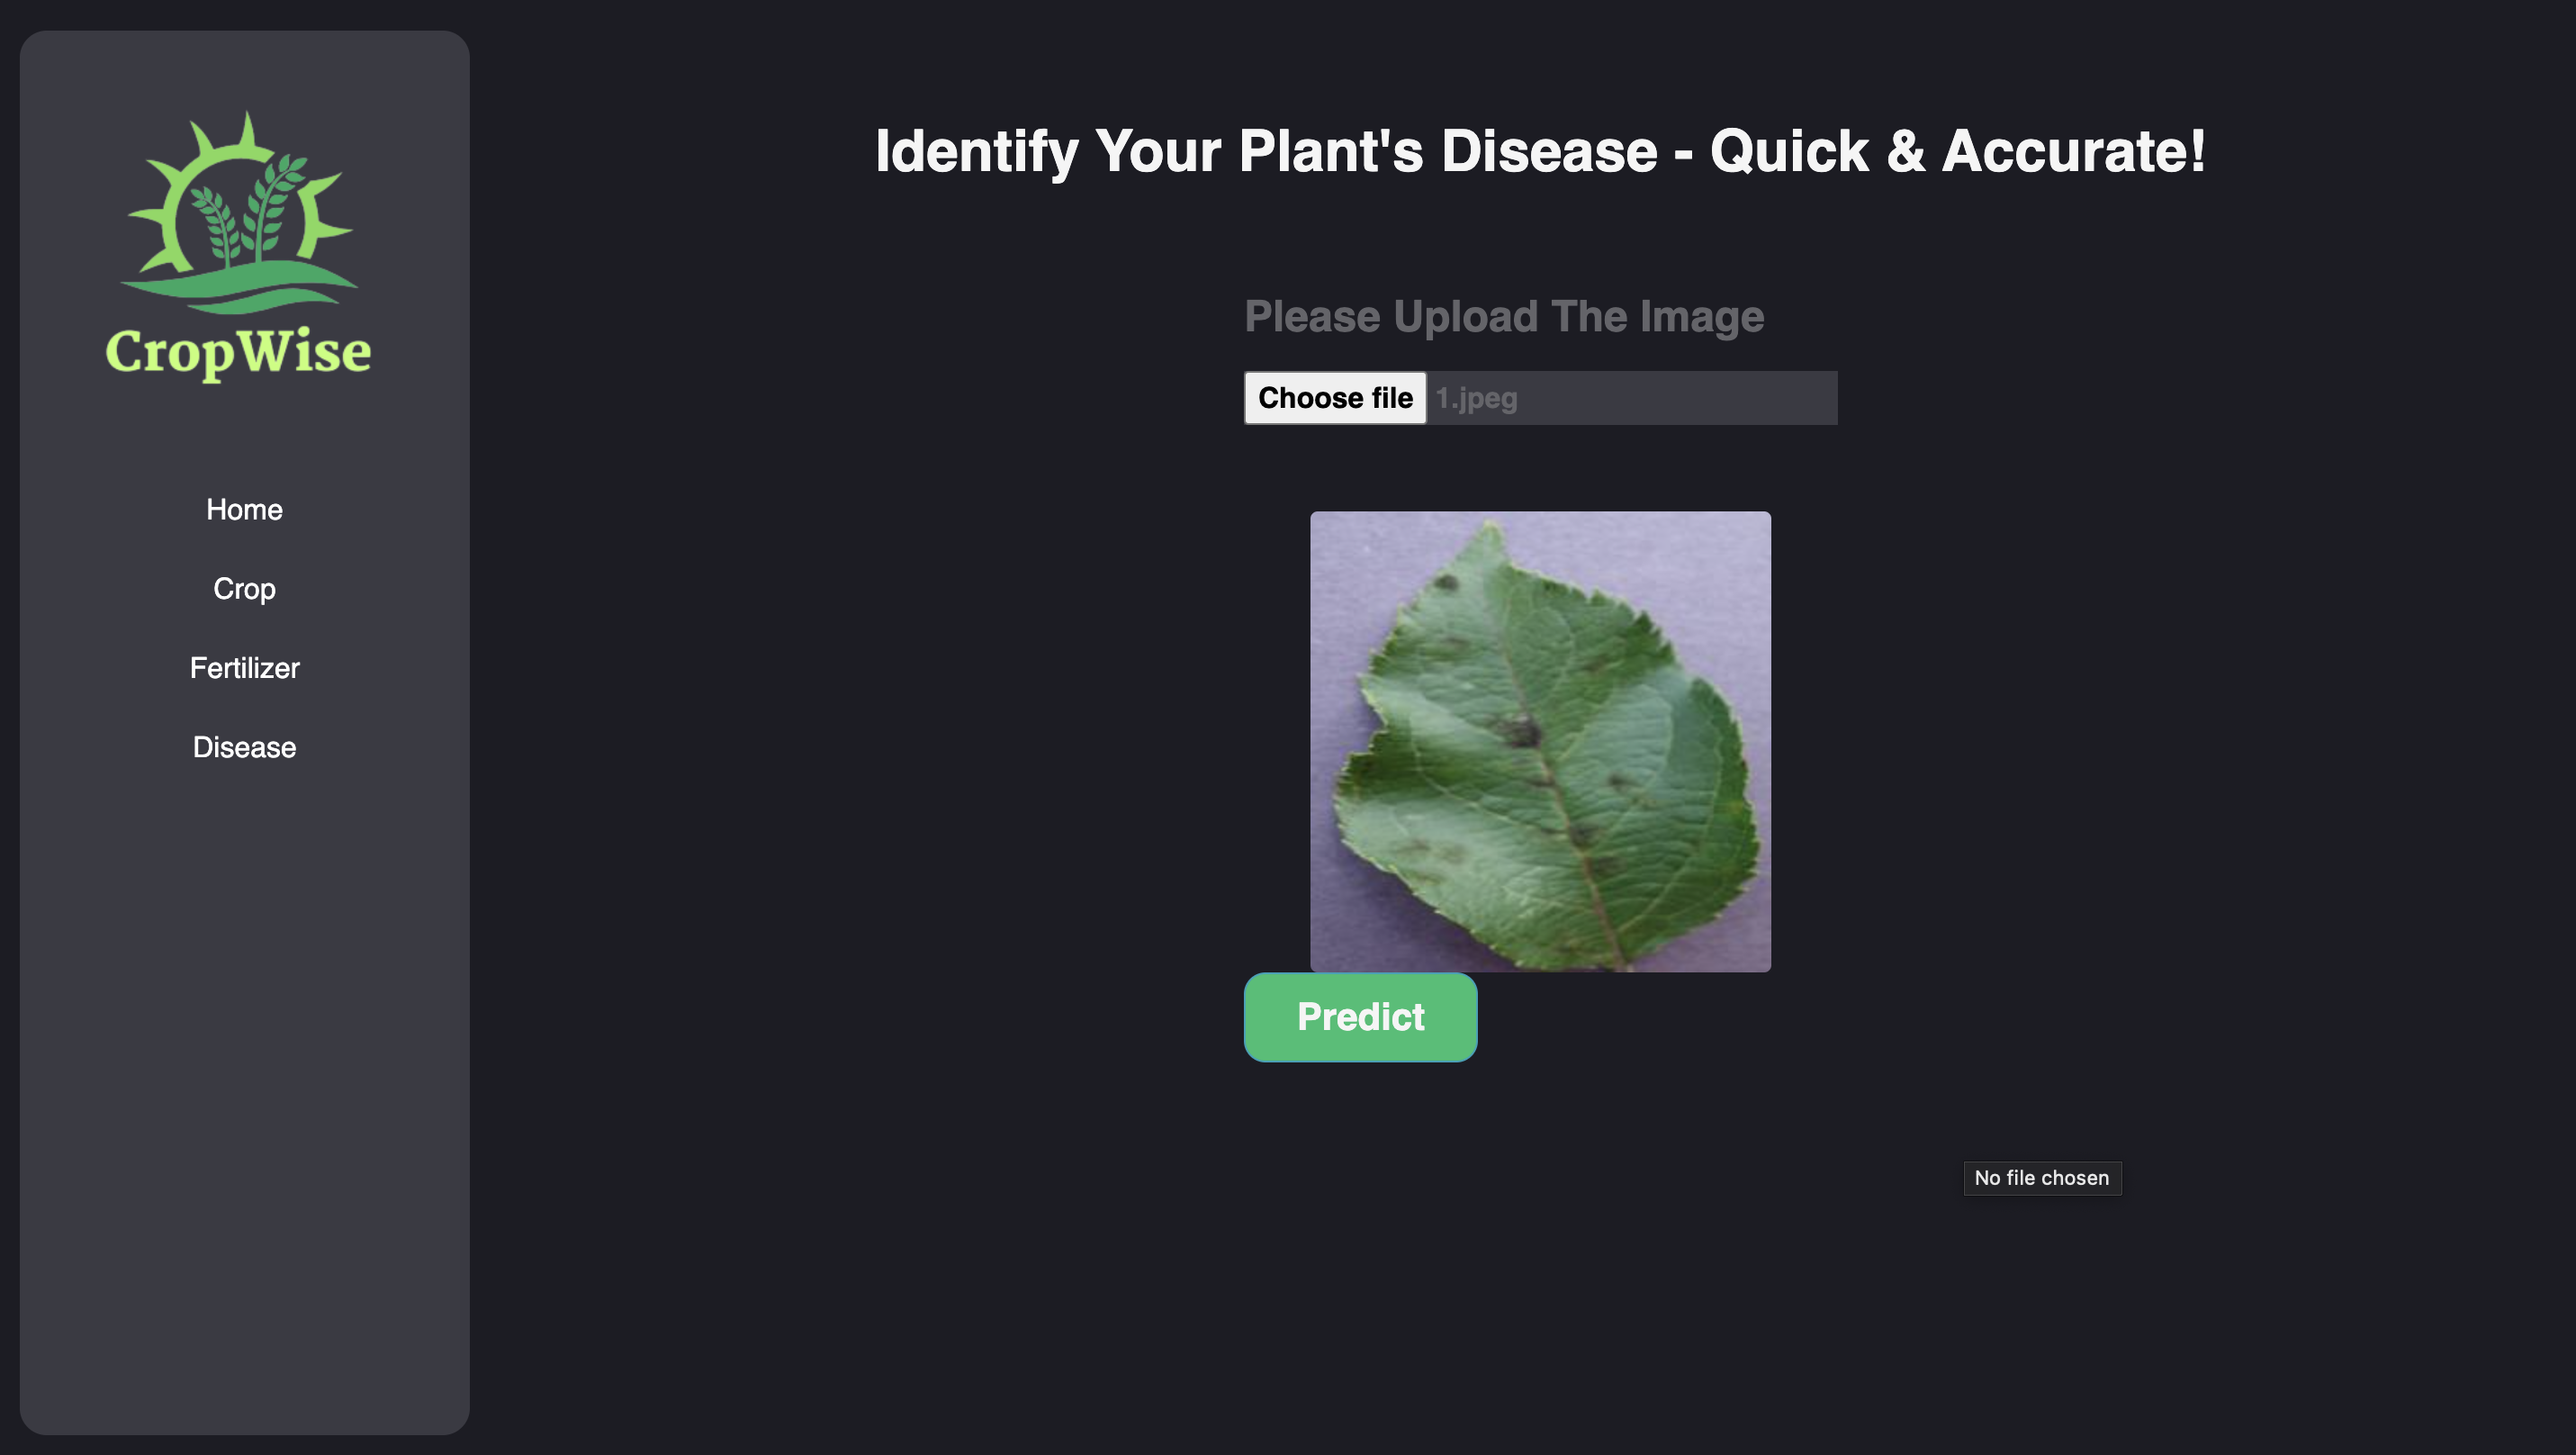 CropWise
Home
Crop
Fertilizer
Disease
Identify Your Plant's Disease - Quick & Accurate!
Please Upload The Image
Choose file 1.jpeg
Predict
No file chosen